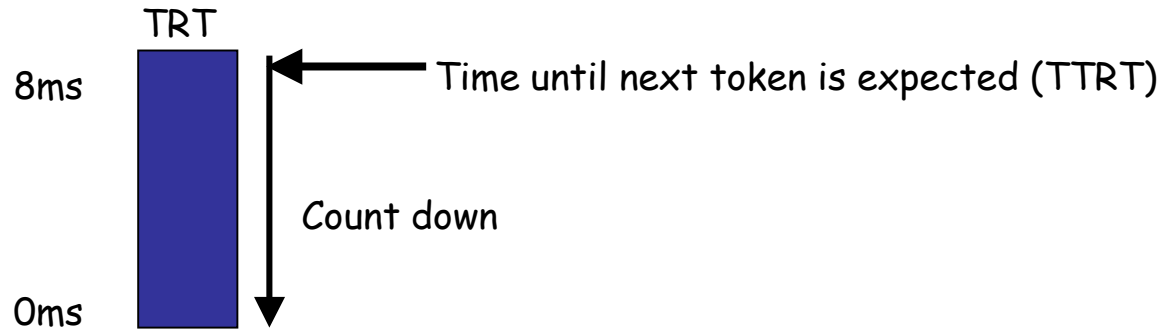 TRT
8ms
Time until next token is expected (TTRT)
Count down
0ms